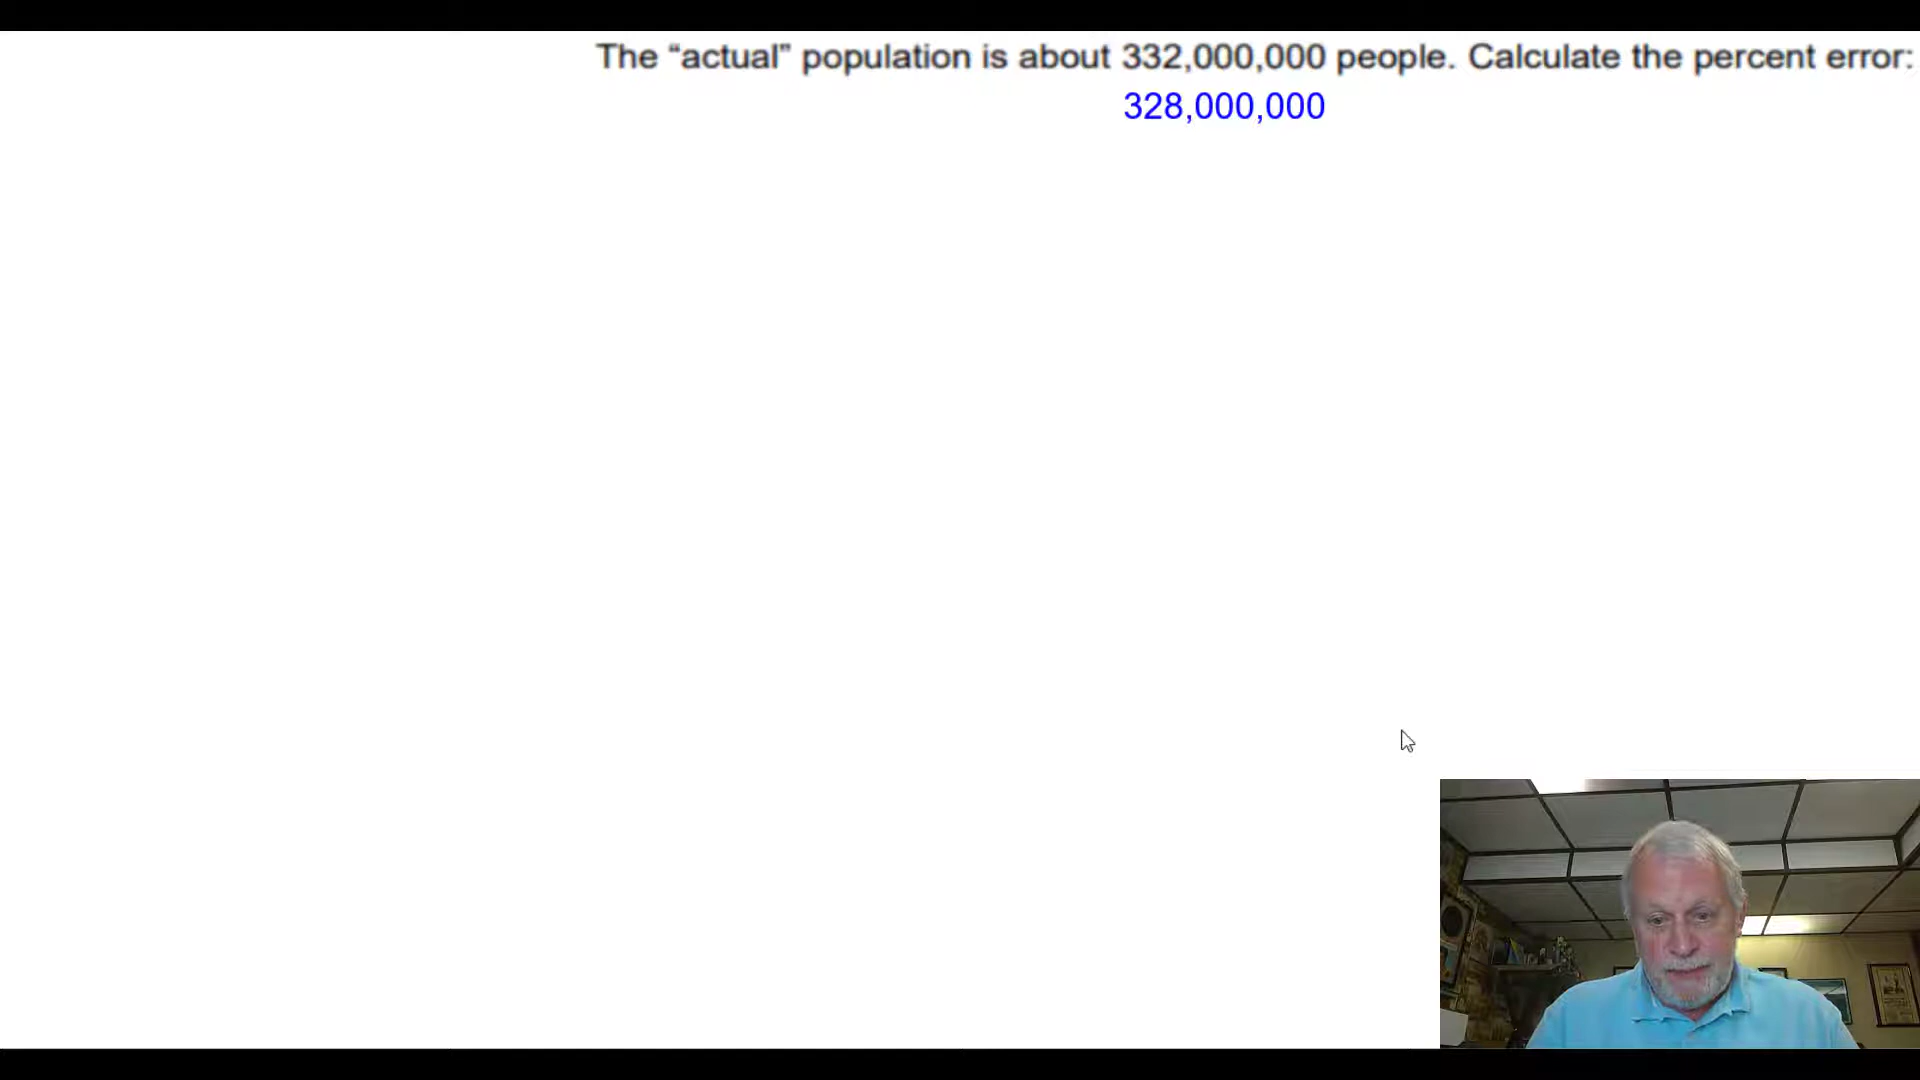 The “actual” population is about 332,000,000 people. Calculate the percent error:
328,000,000